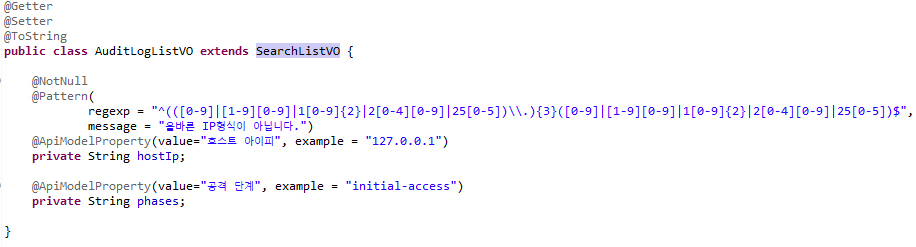 @Getter
@Setter
@ToString
public class AuditLogListVO extends SearchListVO {
@NotNull
@Pattern(
regexp = "^(([0-9]|[1-9][0-9]|1[0-9]{2}|2[0-4][0-9]|25[0-5])\\.){3}([0-9]|[1-9][0-9]|1[0-9]{2}|2[0-4][0-9]|25[0-5])$",
message = "올바른 IP형식이 아닙니다.")
@ApiModelProperty(value="호스트 아이피", example = "127.0.0.1")
private String hostIp;
@ApiModelProperty(value="공격 단계", example = "initial-access")
private String phases;
}